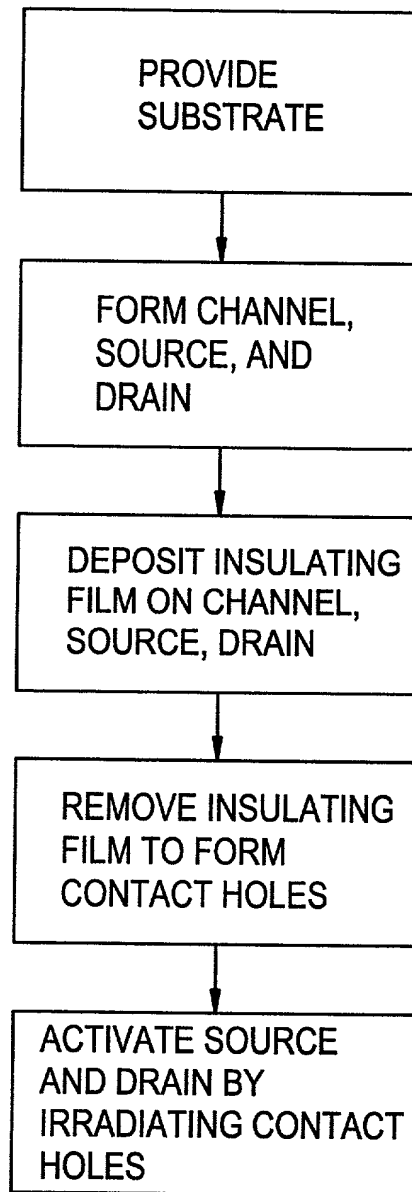 PROVIDE
SUBSTRATE
FORM CHANNEL,
SOURCE, AND
DRAIN
DEPOSIT INSULATING
FILM ON CHANNEL,
SOURCE, DRAIN
REMOVE INSULATING
FILM TO FORM
CONTACT HOLES
ACTIVATE SOURCE
AND DRAIN BY
IRRADIATING CONTACT
HOLES